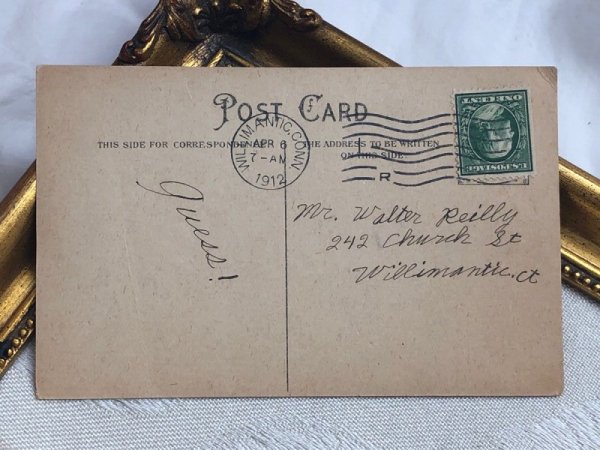 POST CARD
THIS SIDE FOR CORRESPONDENCE
THE ADDRESS TO BE WRITTEN
ON THIS SIDE
WILLIMANTIC, CONN.
APR 6
7-AM
1912
R
U.S. POSTAGE
ONE CENT
Guess!
Mr. Walter Reilly
242 Church St
Willimantic. Ct